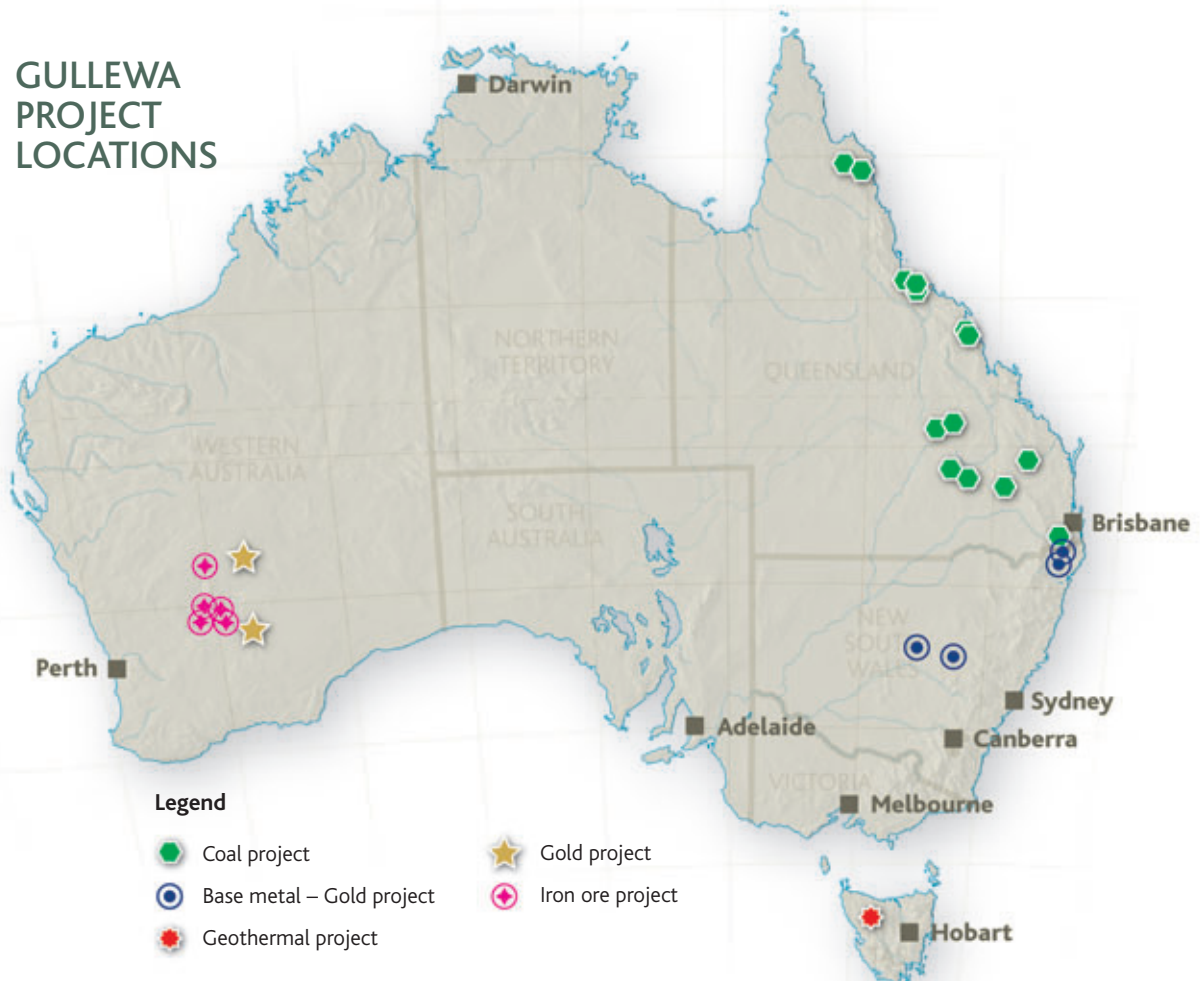 GULLEWA
PROJECT
LOCATIONS
Darwin
NORTHERN
TERRITORY
QUEENSLAND
WESTERN
AUSTRALIA
SOUTH
AUSTRALIA
Brisbane
NEW
SOUTH
WALES
Perth
Sydney
Adelaide
Canberra
VICTORIA
Melbourne
Legend
Coal project
Gold project
Base metal – Gold project
Iron ore project
Geothermal project
Hobart